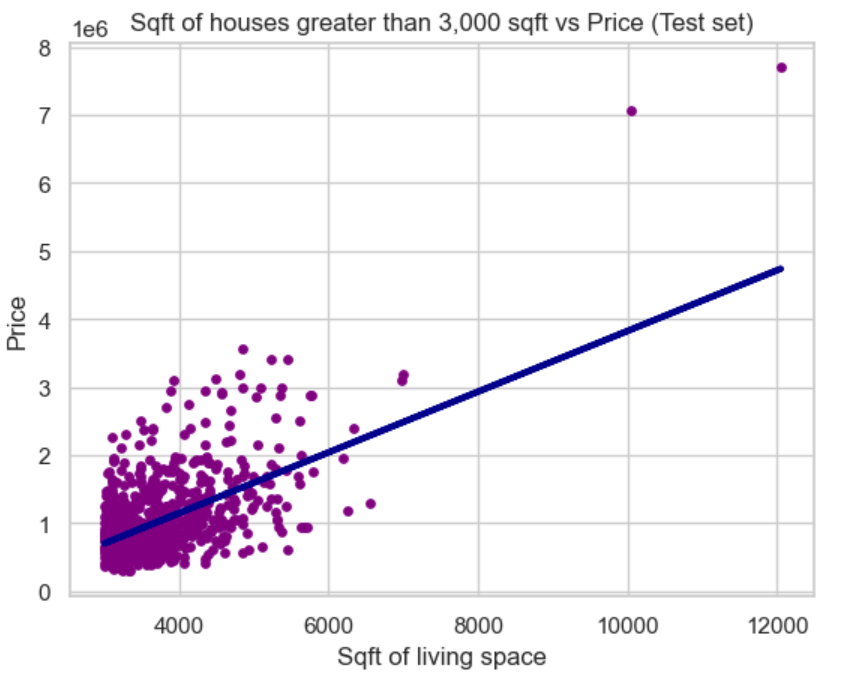 1e6 Sqft of houses greater than 3,000 sqft vs Price (Test set)
8
7
6
5
4
3
2
1
0
Price
4000 6000 8000 10000 12000
Sqft of living space